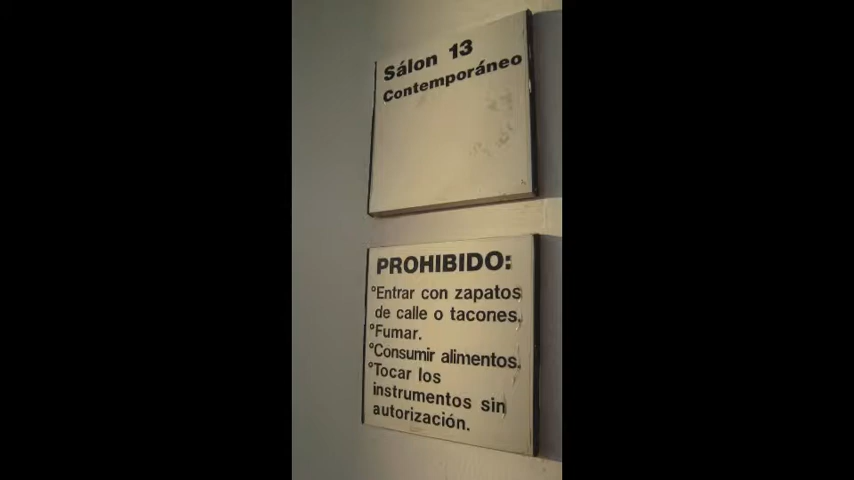 Sálon 13
Contemporáneo
PROHIBIDO:
°Entrar con zapatos
de calle o tacones.
°Fumar.
°Consumir alimentos.
°Tocar los
instrumentos sin
autorización.